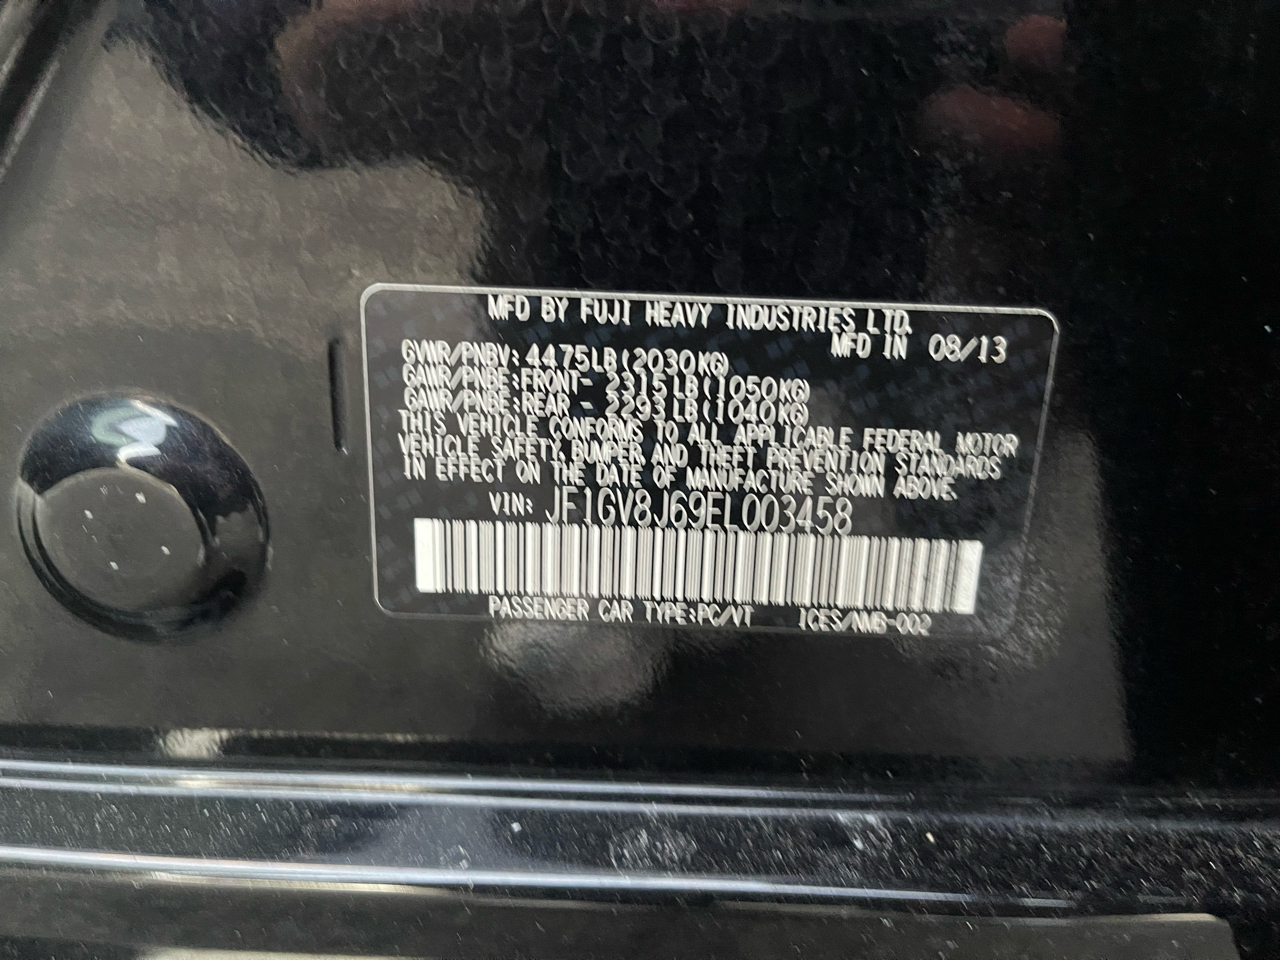 MFD BY FUJI HEAVY INDUSTRIES LTD.
MFD IN 08/13
GVWR/PNBV: 4475LB(2030KG)
GAWR/PNBE:FRONT- 2315LB(1050KG)
GAWR/PNBE:REAR - 2293LB(1040KG)
THIS VEHICLE CONFORMS TO ALL APPLICABLE FEDERAL MOTOR
VEHICLE SAFETY, BUMPER, AND THEFT PREVENTION STANDARDS
IN EFFECT ON THE DATE OF MANUFACTURE SHOWN ABOVE.
VIN: JF1GV8J69EL003458
PASSENGER CAR TYPE:PC/VT ICES/NMB-002